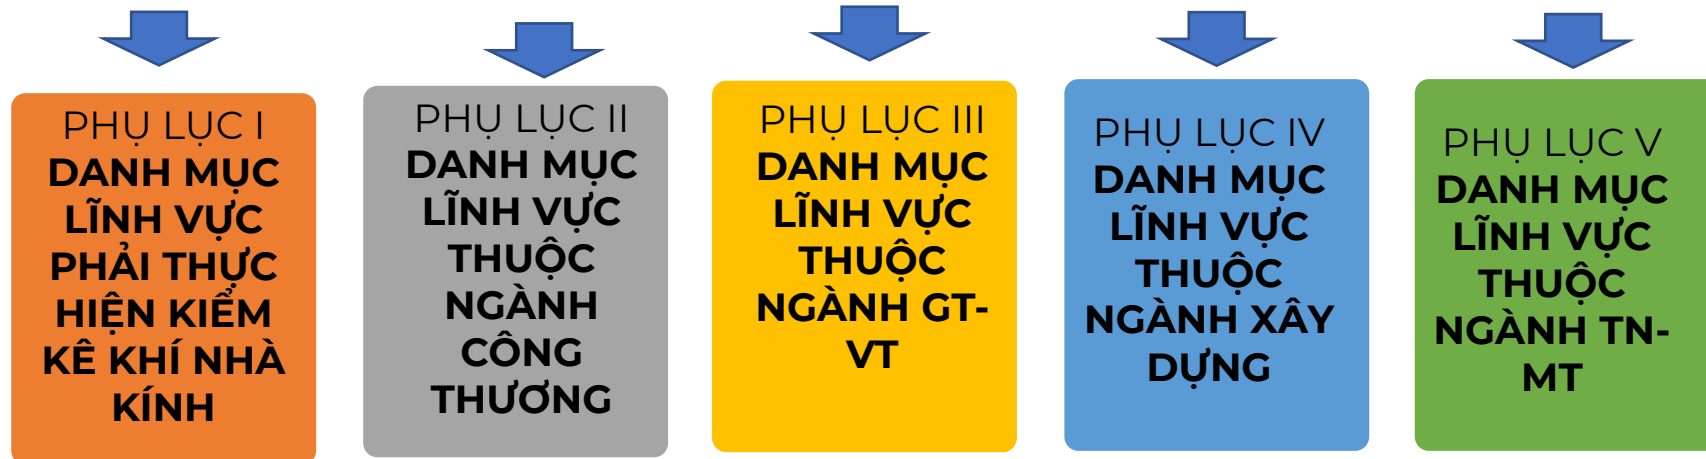 PHỤ LỤC I
DANH MỤC
LĨNH VỰC
PHẢI THỰC
HIỆN KIỂM
KÊ KHÍ NHÀ
KÍNH
PHỤ LỤC II
DANH MỤC
LĨNH VỰC
THUỘC
NGÀNH
CÔNG
THƯƠNG
PHỤ LỤC III
DANH MỤC
LĨNH VỰC
THUỘC
NGÀNH GT-
VT
PHỤ LỤC IV
DANH MỤC
LĨNH VỰC
THUỘC
NGÀNH XÂY
DỰNG
PHỤ LỤC V
DANH MỤC
LĨNH VỰC
THUỘC
NGÀNH TN-
MT